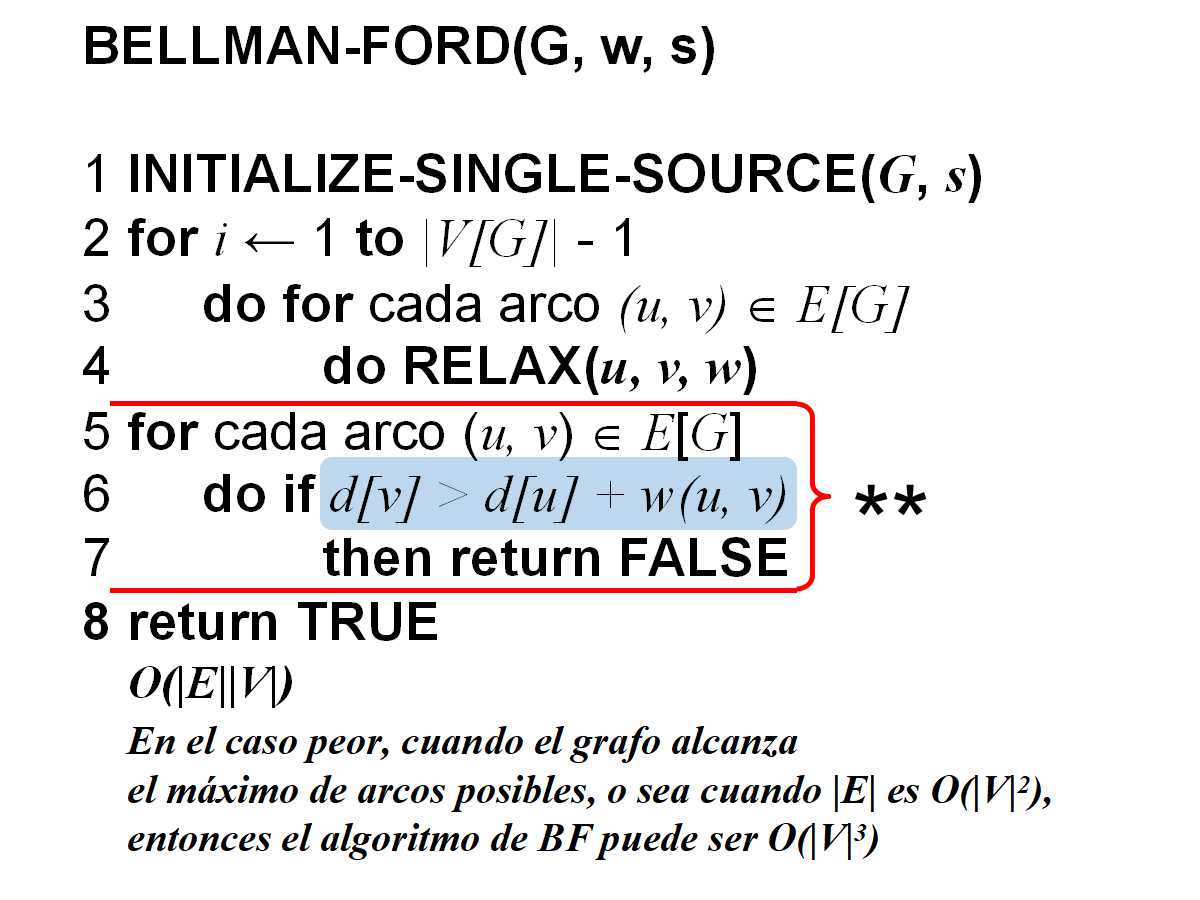 BELLMAN-FORD(G, w, s)
1 INITIALIZE-SINGLE-SOURCE(G, s)
2 for i ← 1 to |V[G]| - 1
3 do for cada arco (u, v) ∈ E[G]
4 do RELAX(u, v, w)
5 for cada arco (u, v) ∈ E[G]
6 do if d[v] > d[u] + w(u, v)
**
7 then return FALSE
8 return TRUE
O(|E||V|)
En el caso peor, cuando el grafo alcanza
el máximo de arcos posibles, o sea cuando |E| es O(|V|²),
entonces el algoritmo de BF puede ser O(|V|³)